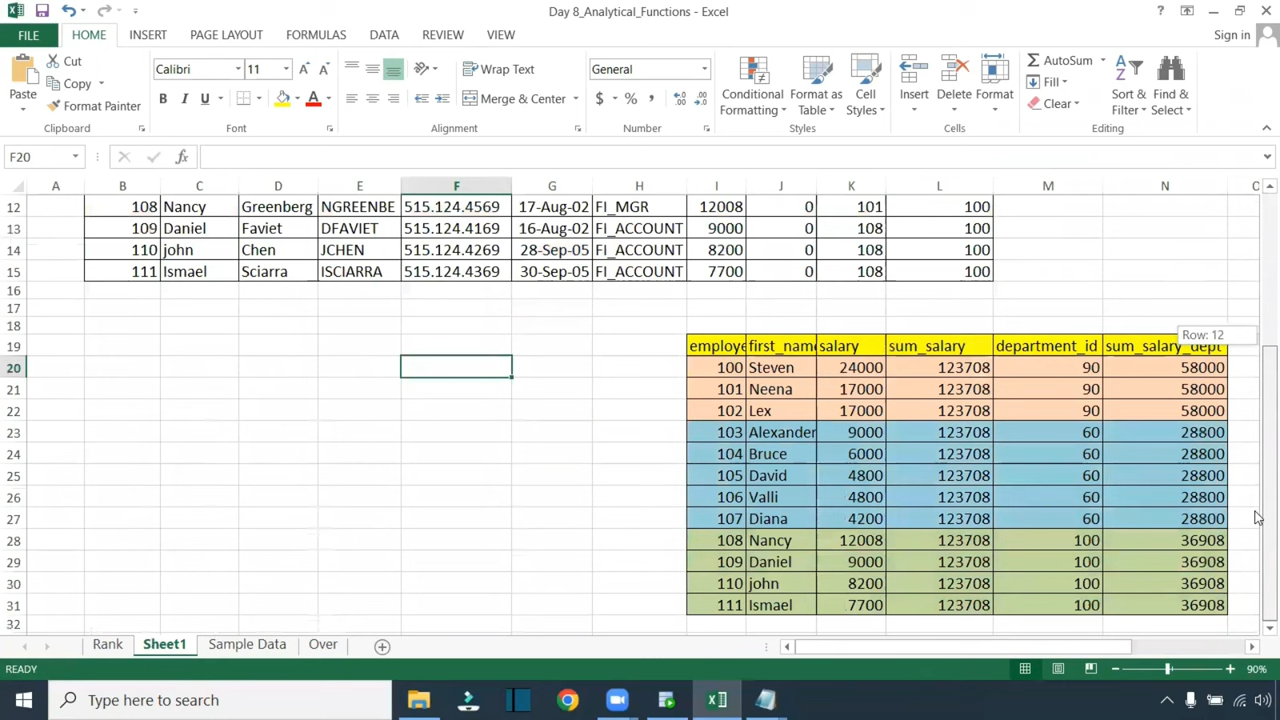 Day 8_Analytical_Functions - Excel
?
FILE HOME INSERT PAGE LAYOUT FORMULAS DATA REVIEW VIEW Sign in
Paste
Cut
Copy
Format Painter
Clipboard
Calibri 11
B I U
Font
Wrap Text
Merge & Center
Alignment
General
$ % ,
Number
Conditional Formatting
Format as Table
Cell Styles
Styles
Insert Delete Format
Cells
AutoSum
Fill
Clear
Sort & Filter
Find & Select
Editing
F20 fx
A B C D E F G H I J K L M N O
12 108 Nancy Greenberg NGREENBE 515.124.4569 17-Aug-02 FI_MGR 12008 0 101 100
13 109 Daniel Faviet DFAVIET 515.124.4169 16-Aug-02 FI_ACCOUNT 9000 0 108 100
14 110 john Chen JCHEN 515.124.4269 28-Sep-05 FI_ACCOUNT 8200 0 108 100
15 111 Ismael Sciarra ISCIARRA 515.124.4369 30-Sep-05 FI_ACCOUNT 7700 0 108 100
16
17
18
Row: 12
19 employe first_name salary sum_salary department_id sum_salary_dept
20 100 Steven 24000 123708 90 58000
21 101 Neena 17000 123708 90 58000
22 102 Lex 17000 123708 90 58000
23 103 Alexander 9000 123708 60 28800
24 104 Bruce 6000 123708 60 28800
25 105 David 4800 123708 60 28800
26 106 Valli 4800 123708 60 28800
27 107 Diana 4200 123708 60 28800
28 108 Nancy 12008 123708 100 36908
29 109 Daniel 9000 123708 100 36908
30 110 john 8200 123708 100 36908
31 111 Ismael 7700 123708 100 36908
32
Rank Sheet1 Sample Data Over
READY 90%
Type here to search